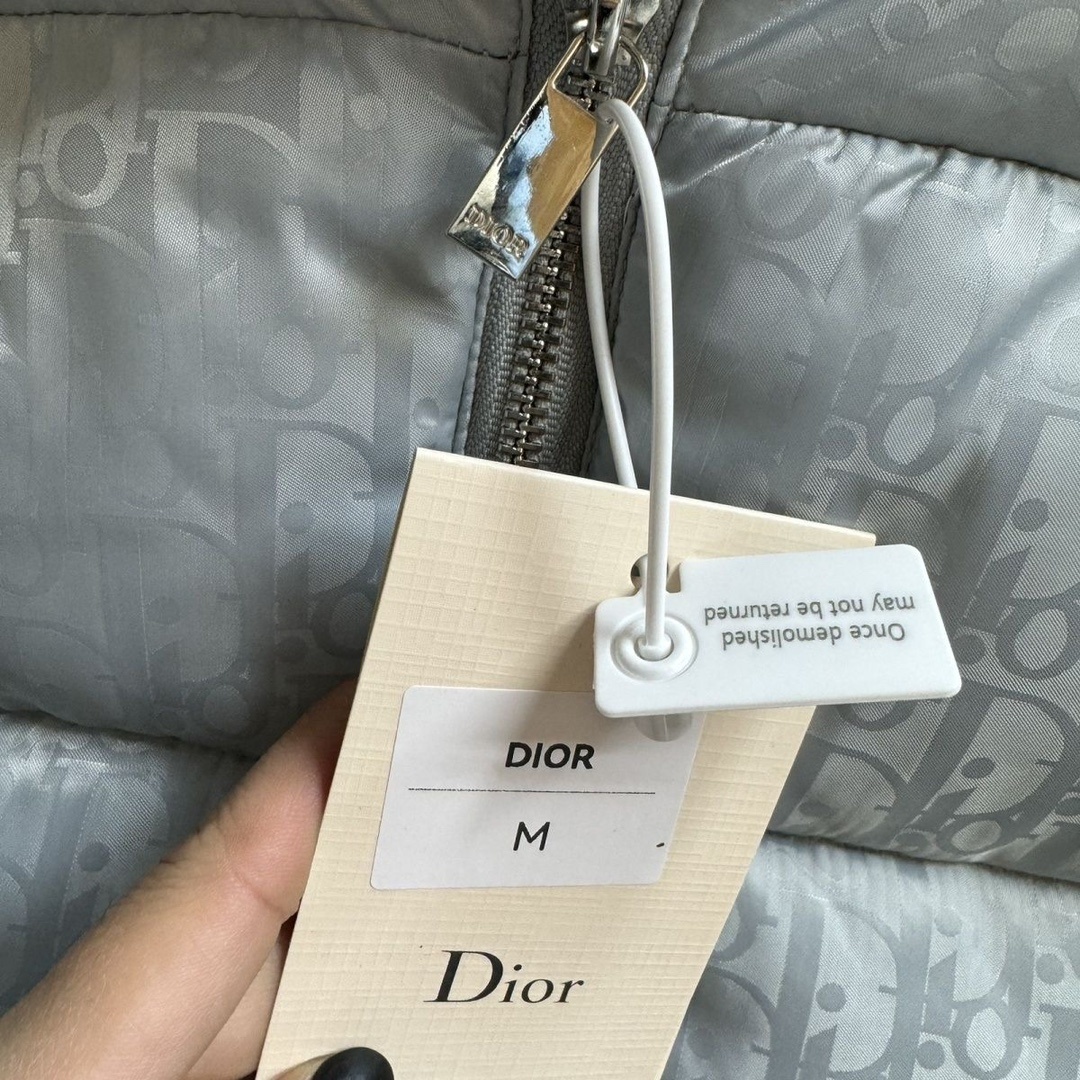 DIOR
Once demolished
may not be returned
DIOR
M
Dior